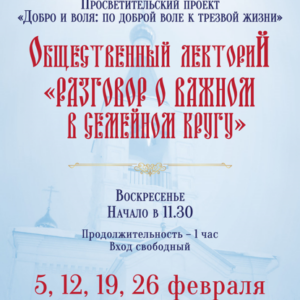 Просветительский проект
«Добро и воля: по доброй воле к трезвой жизни»
Общественный лекторий
«Разговор о важном
в семейном кругу»
Воскресенье
Начало в 11.30
Продолжительность – 1 час
Вход свободный
5, 12, 19, 26 февраля